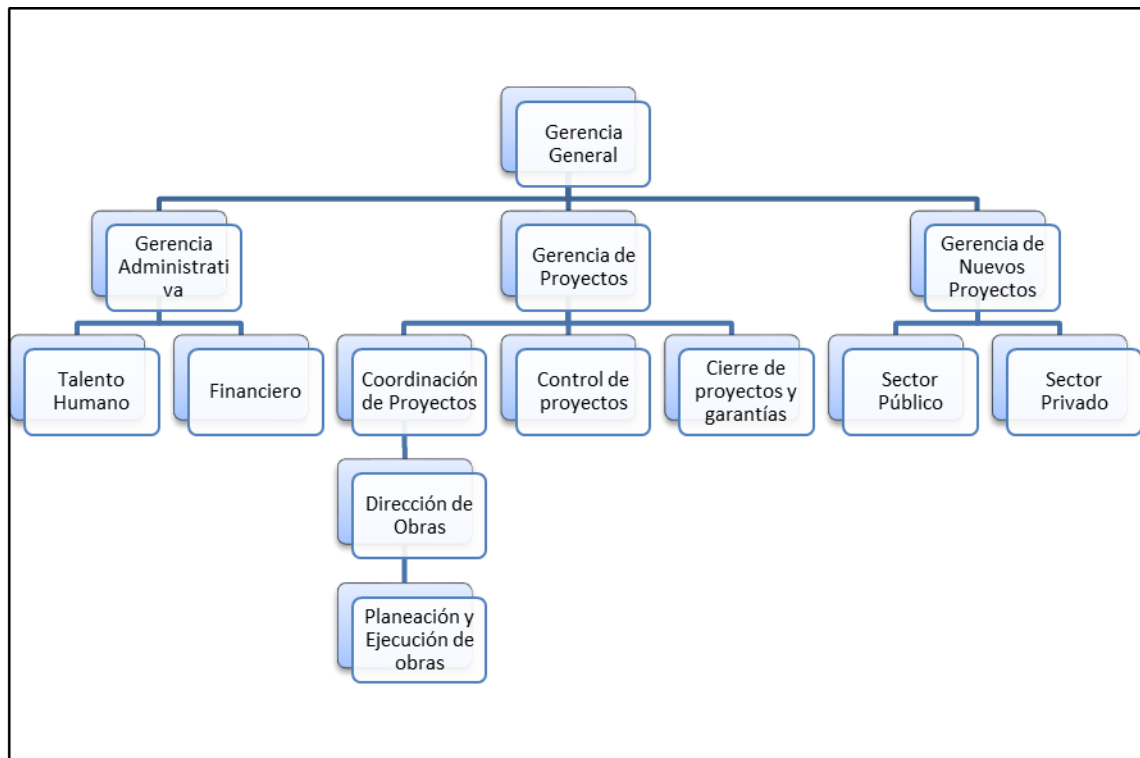 Gerencia
General
Gerencia
Administrati
va
Gerencia de
Proyectos
Gerencia de
Nuevos
Proyectos
Talento
Humano
Financiero
Coordinación
de Proyectos
Control de
proyectos
Cierre de
proyectos y
garantías
Sector
Público
Sector
Privado
Dirección de
Obras
Planeación y
Ejecución de
obras